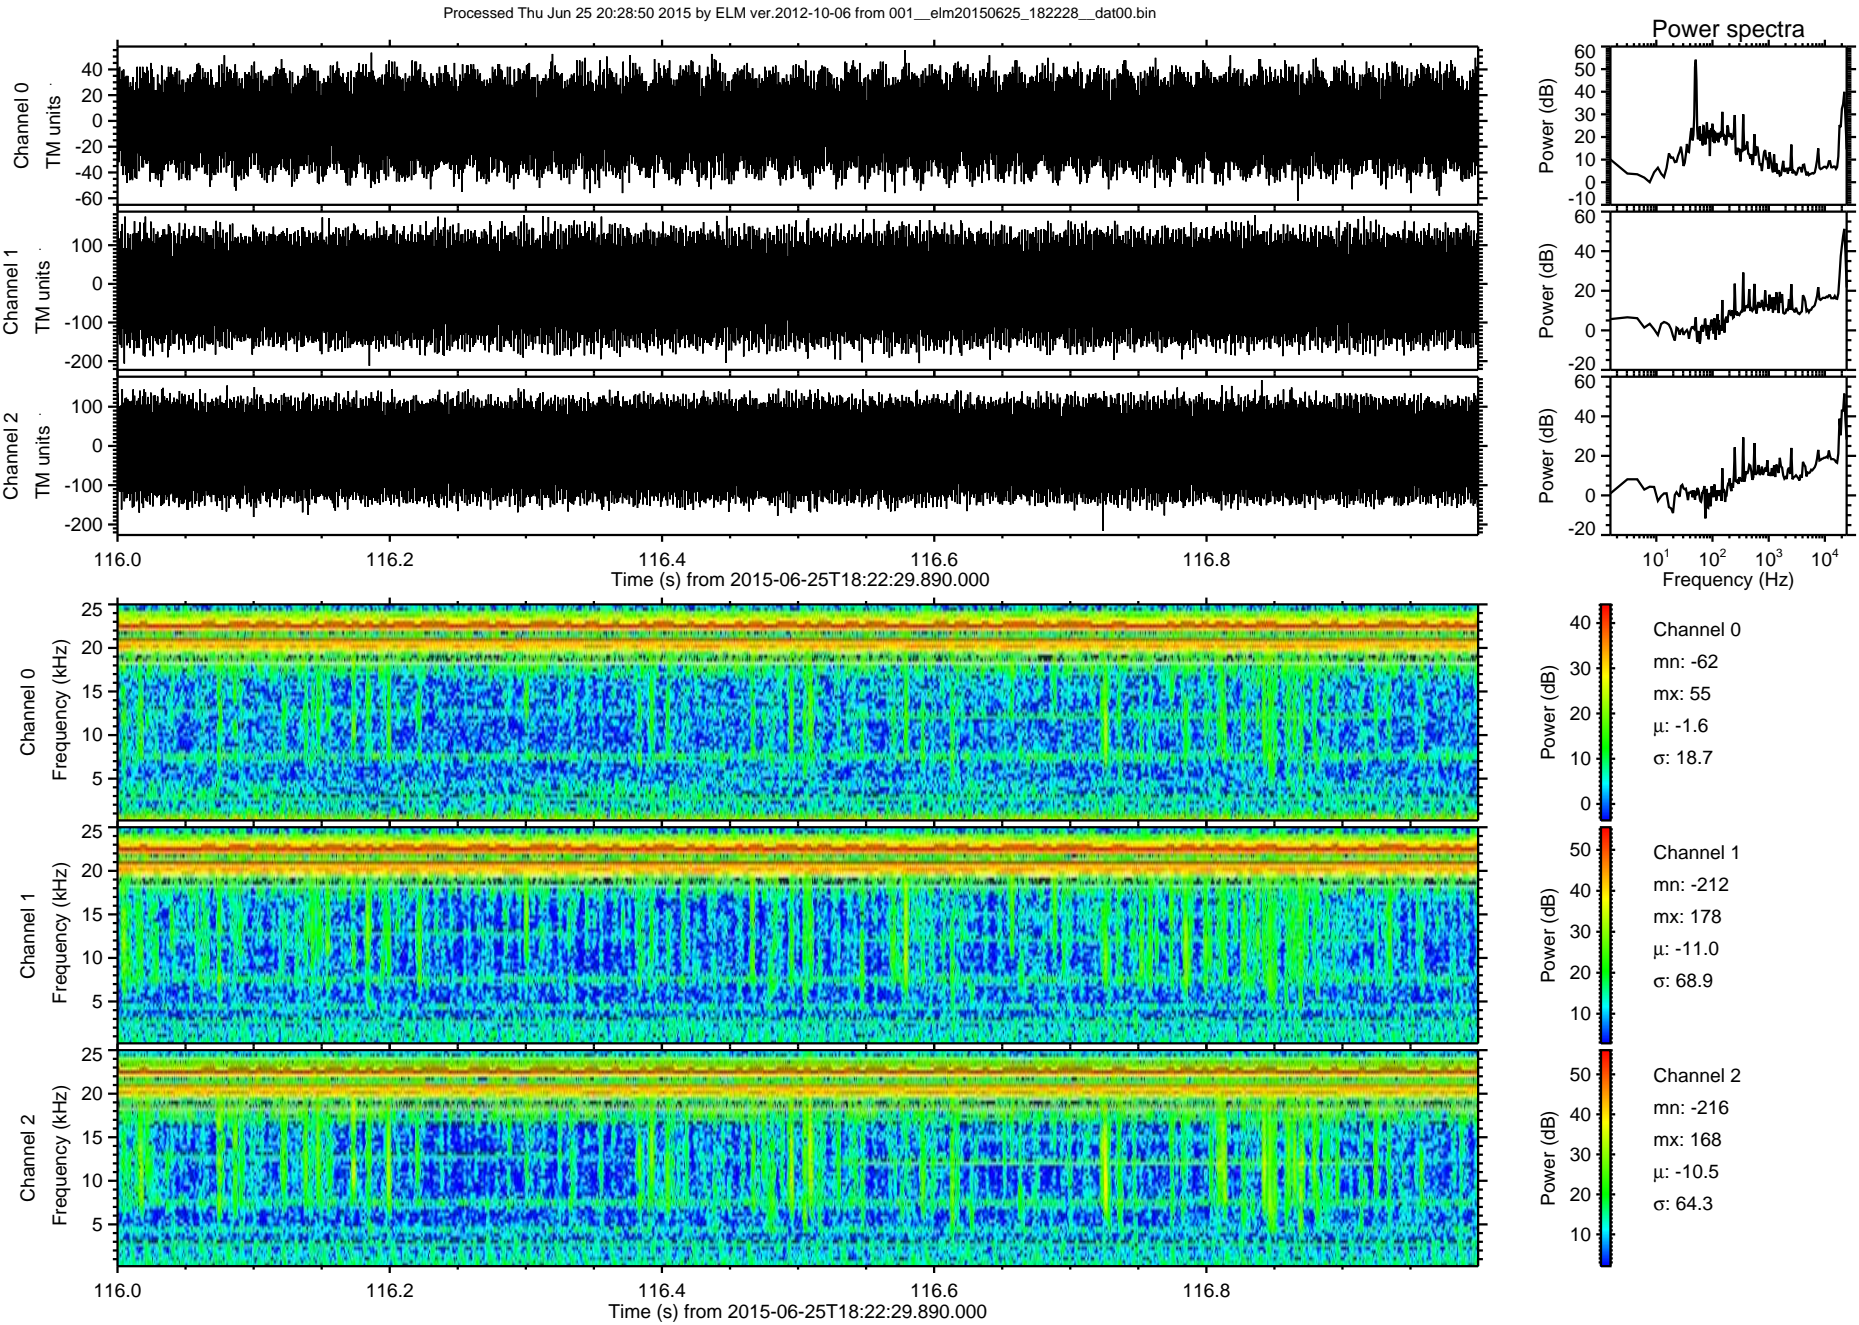 Processed Thu Jun 25 20:28:50 2015 by ELM ver.2012-10-06 from 001__elm20150625_182228__dat00.bin
Power spectra
Channel 0
TM units
40
20
0
-20
-40
-60
Power (dB)
60
50
40
30
20
10
0
-10
Channel 1
TM units
100
0
-100
-200
Power (dB)
60
40
20
0
-20
Channel 2
TM units
100
0
-100
-200
Power (dB)
60
40
20
0
-20
116.0 116.2 116.4 116.6 116.8
Time (s) from 2015-06-25T18:22:29.890.000
10^1 10^2 10^3 10^4
Frequency (Hz)
Channel 0
Frequency (kHz)
25
20
15
10
5
Power (dB)
40
30
20
10
0
Channel 0
mn: -62
mx: 55
μ: -1.6
σ: 18.7
Channel 1
Frequency (kHz)
25
20
15
10
5
Power (dB)
50
40
30
20
10
Channel 1
mn: -212
mx: 178
μ: -11.0
σ: 68.9
Channel 2
Frequency (kHz)
25
20
15
10
5
Power (dB)
50
40
30
20
10
Channel 2
mn: -216
mx: 168
μ: -10.5
σ: 64.3
116.0 116.2 116.4 116.6 116.8
Time (s) from 2015-06-25T18:22:29.890.000